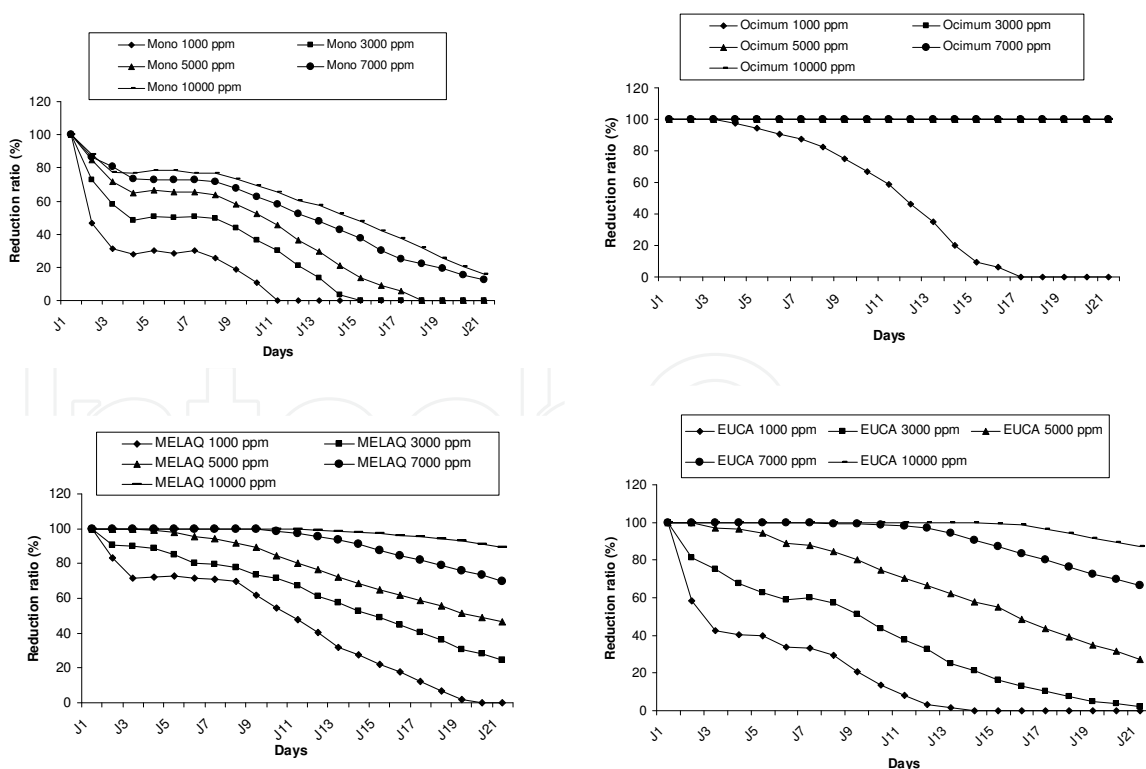 Mono 1000 ppm Mono 3000 ppm
Mono 5000 ppm Mono 7000 ppm
Mono 10000 ppm
120
100
80
60
40
20
0
Reduction ratio (%)
J1 J3 J5 J7 J9 J11 J13 J15 J17 J19 J21
Days
Ocimum 1000 ppm Ocimum 3000 ppm
Ocimum 5000 ppm Ocimum 7000 ppm
Ocimum 10000 ppm
120
100
80
60
40
20
0
Reduction ratio (%)
J1 J3 J5 J7 J9 J11 J13 J15 J17 J19 J21
Days
MELAQ 1000 ppm MELAQ 3000 ppm
MELAQ 5000 ppm MELAQ 7000 ppm
MELAQ 10000 ppm
120
100
80
60
40
20
0
Reduction ratio (%)
J1 J3 J5 J7 J9 J11 J13 J15 J17 J19 J21
Days
EUCA 1000 ppm EUCA 3000 ppm EUCA 5000 ppm
EUCA 7000 ppm EUCA 10000 ppm
120
100
80
60
40
20
0
Reduction ratio (%)
J1 J3 J5 J7 J9 J11 J13 J15 J17 J19 J21
Days